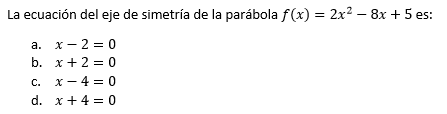 La ecuación del eje de simetría de la parábola f(x) = 2x² − 8x + 5 es:
a. x − 2 = 0
b. x + 2 = 0
c. x − 4 = 0
d. x + 4 = 0